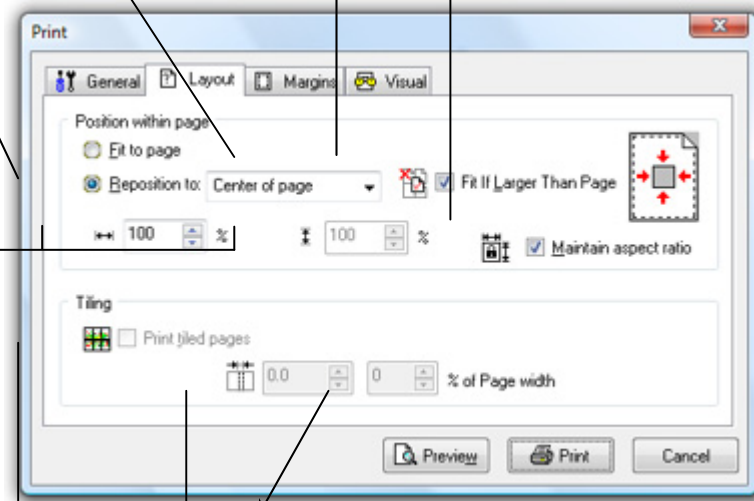 Print
General Layout Margins Visual
Position within page
Fit to page
Reposition to: Center of page Fit If Larger Than Page
100 % 100 % Maintain aspect ratio
Tiling
Print tiled pages
0.0 0 % of Page width
Preview Print Cancel